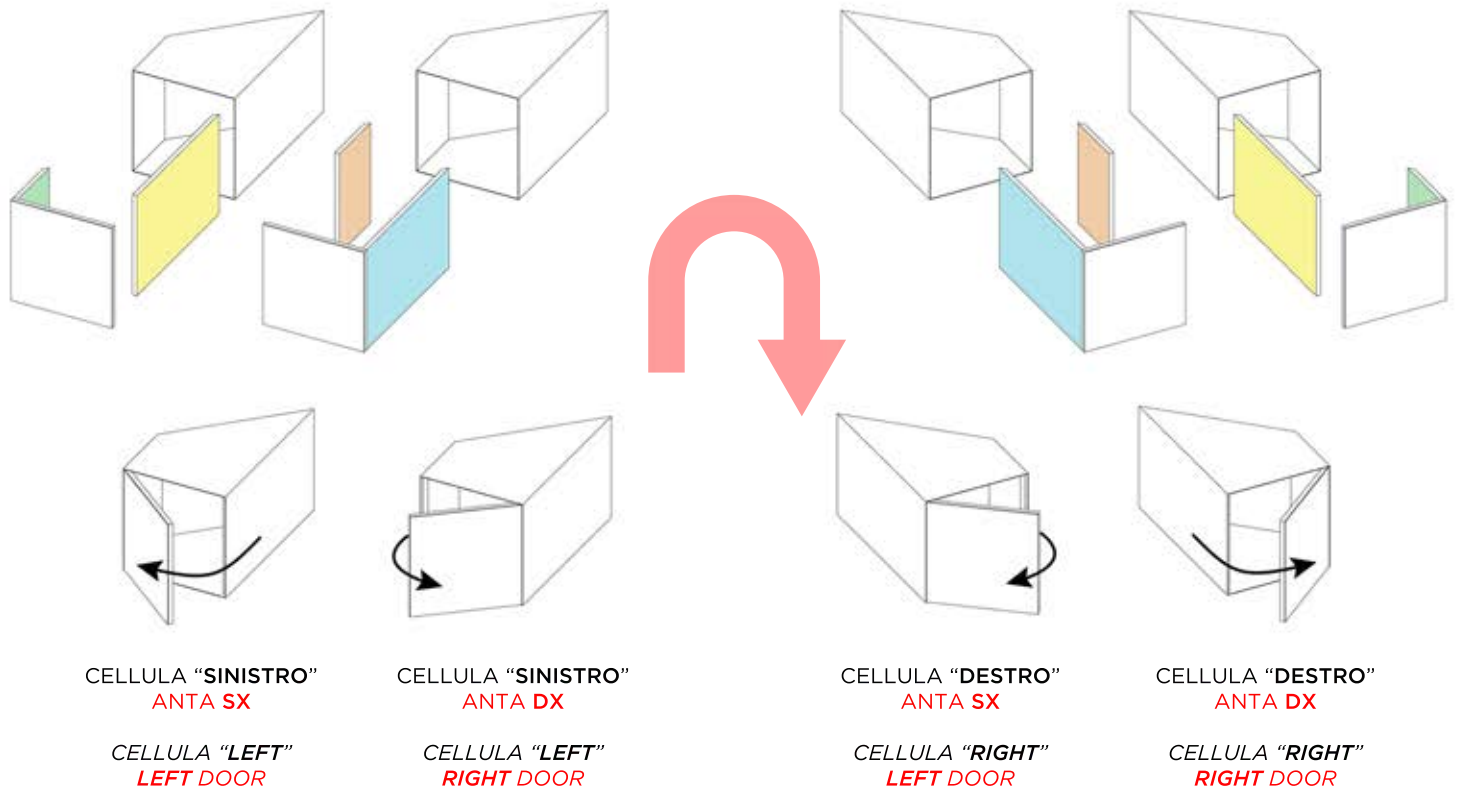 CELLULA “SINISTRO”
ANTA SX
CELLULA “LEFT”
LEFT DOOR
CELLULA “SINISTRO”
ANTA DX
CELLULA “LEFT”
RIGHT DOOR
CELLULA “DESTRO”
ANTA SX
CELLULA “RIGHT”
LEFT DOOR
CELLULA “DESTRO”
ANTA DX
CELLULA “RIGHT”
RIGHT DOOR